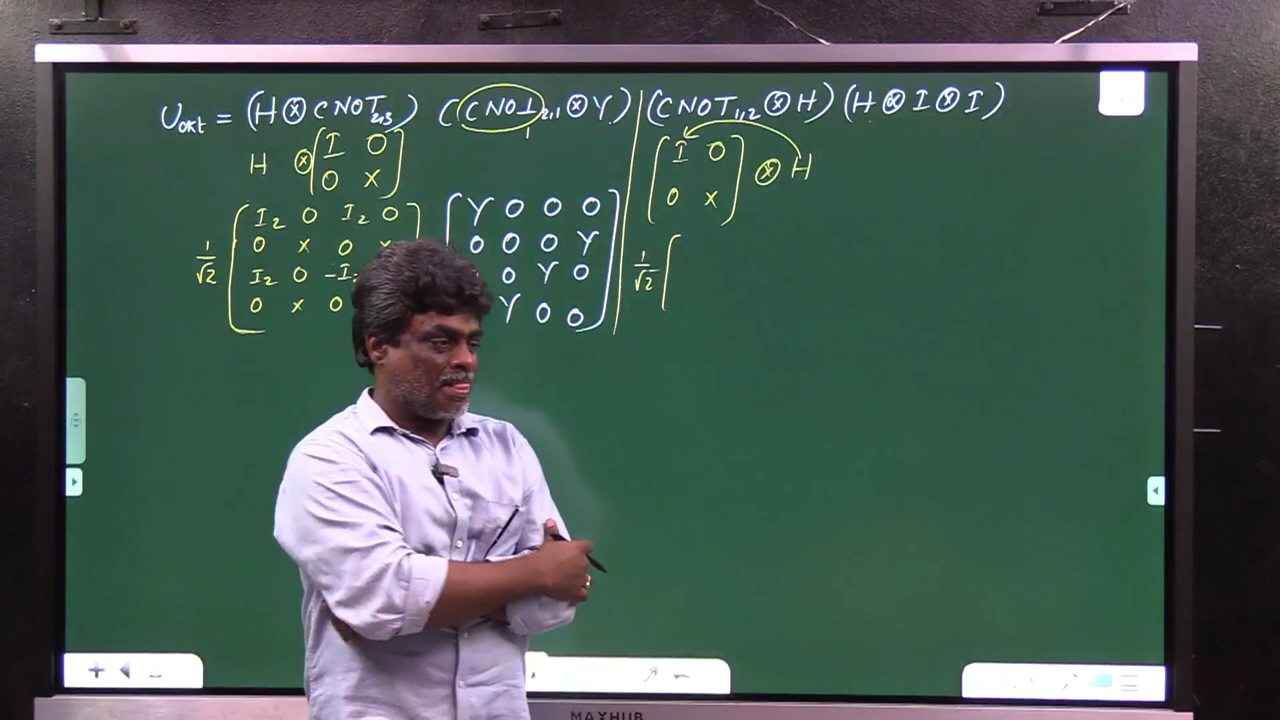 U_ckt = (H ⊗ CNOT_2,3) (CNOT_2,1 ⊗ Y) | (CNOT_1,2 ⊗ H) (H ⊗ I ⊗ I)
H ⊗ [ I 0
0 x ]
[ I 0
0 x ] ⊗ H
1/√2 [ I₂ 0 I₂ 0
0 x 0 x
I₂ 0 -I₂
0 x 0
[ Y 0 0 0
0 0 0 Y
0 Y 0
Y 0 0 ]
1/√2 [
MAXHUB